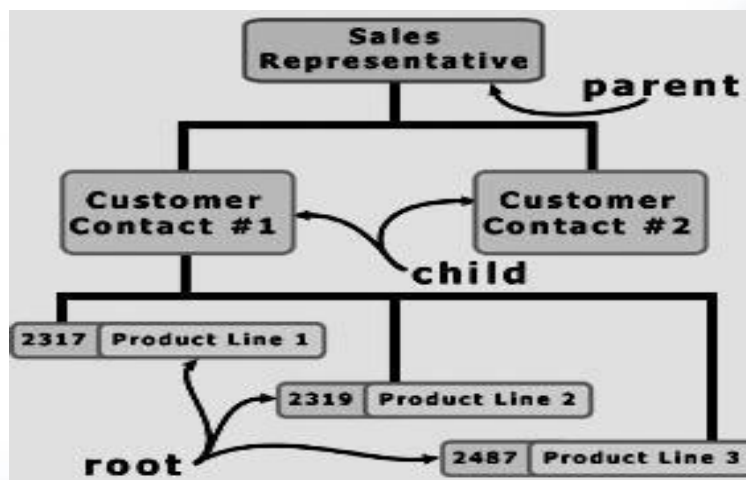 Sales
Representative
parent
Customer
Contact #1
Customer
Contact #2
child
2317 Product Line 1
2319 Product Line 2
root
2487 Product Line 3